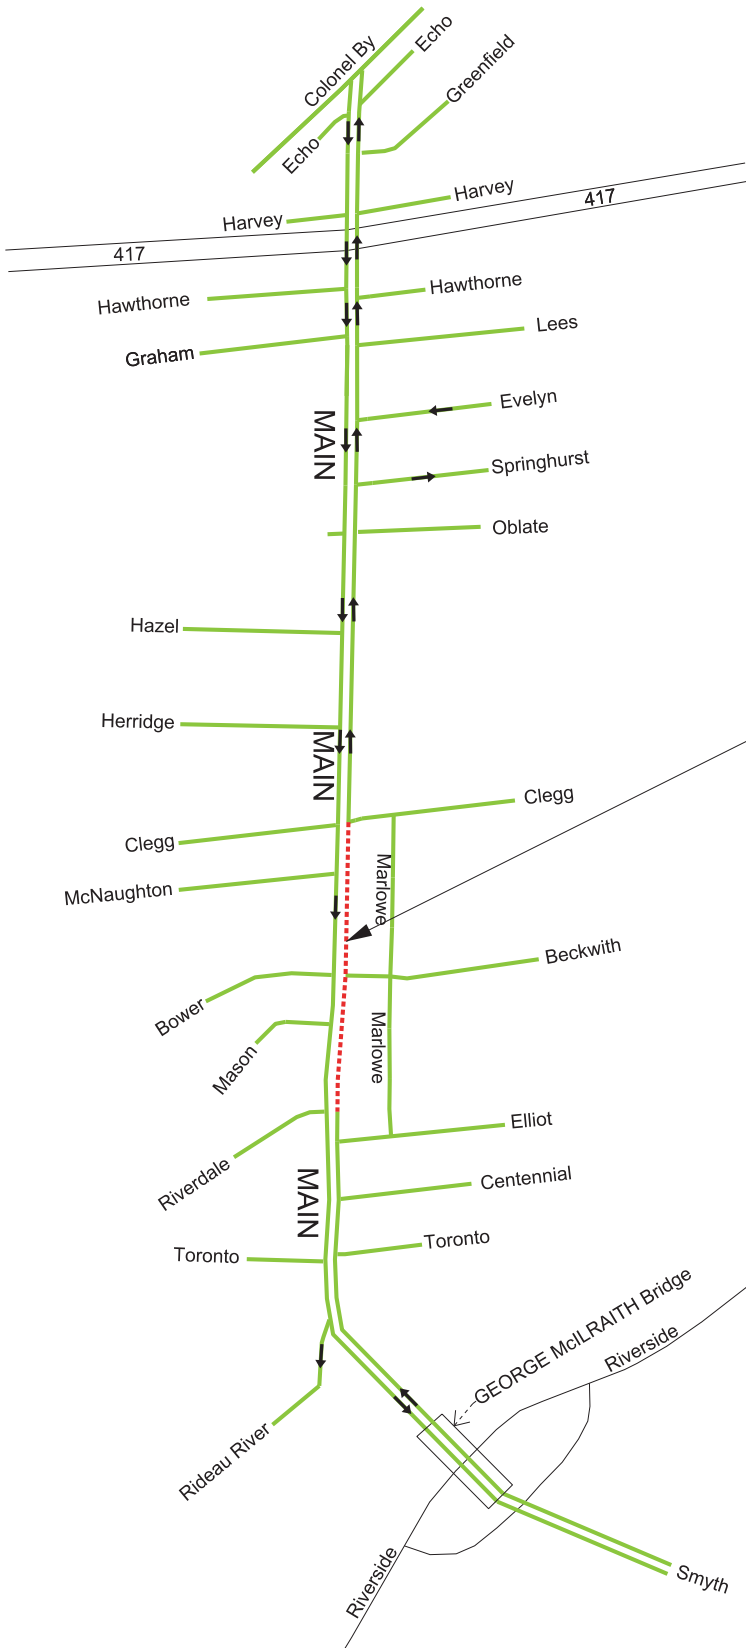 Colonel By
Echo
Greenfield
Echo
Harvey
Harvey
417
417
Hawthorne
Hawthorne
Graham
Lees
Evelyn
MAIN
Springhurst
Oblate
Hazel
Herridge
MAIN
Clegg
Clegg
Marlowe
McNaughton
Beckwith
Bower
Marlowe
Mason
Elliot
Riverdale
MAIN
Centennial
Toronto
Toronto
GEORGE McILRAITH Bridge
Riverside
Rideau River
Riverside
Smyth